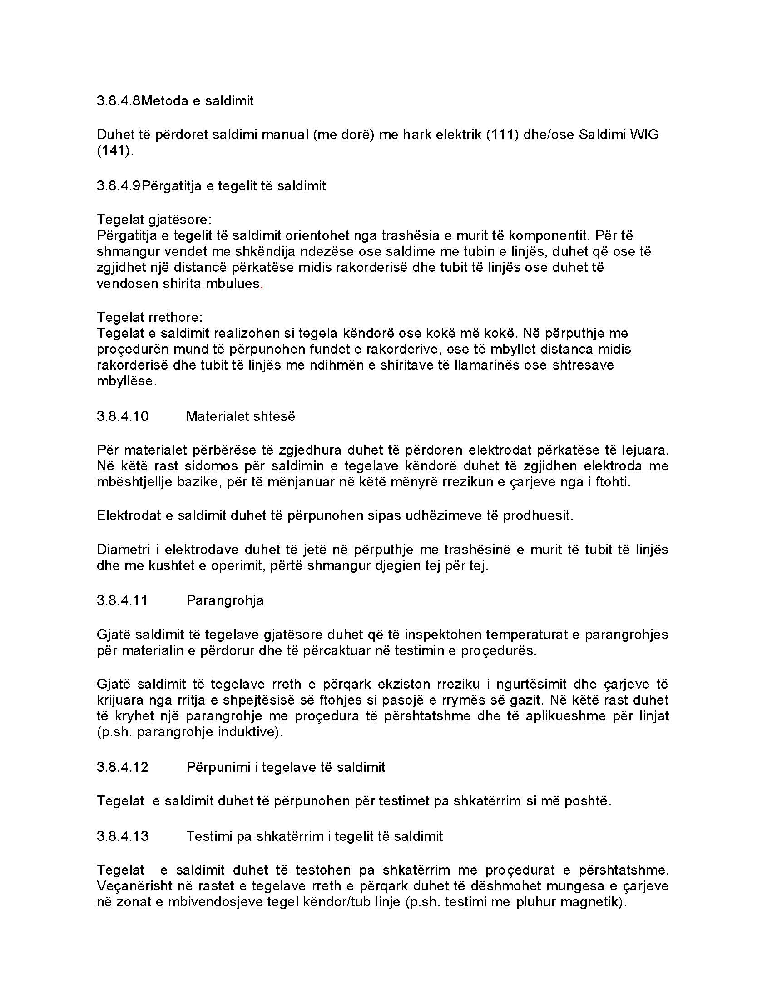 3.8.4.8Metoda e saldimit
Duhet të përdoret saldimi manual (me dorë) me hark elektrik (111) dhe/ose Saldimi WIG
(141).
3.8.4.9Përgatitja e tegelit të saldimit
Tegelat gjatësore:
Përgatitja e tegelit të saldimit orientohet nga trashësia e murit të komponentit. Për të
shmangur vendet me shkëndija ndezëse ose saldime me tubin e linjës, duhet që ose të
zgjidhet një distancë përkatëse midis rakorderisë dhe tubit të linjës ose duhet të
vendosen shirita mbulues.
Tegelat rrethore:
Tegelat e saldimit realizohen si tegela këndorë ose kokë më kokë. Në përputhje me
proçedurën mund të përpunohen fundet e rakorderive, ose të mbyllet distanca midis
rakorderisë dhe tubit të linjës me ndihmën e shiritave të llamarinës ose shtresave
mbyllëse.
3.8.4.10 Materialet shtesë
Për materialet përbërëse të zgjedhura duhet të përdoren elektrodat përkatëse të lejuara.
Në këtë rast sidomos për saldimin e tegelave këndorë duhet të zgjidhen elektroda me
mbështjellje bazike, për të mënjanuar në këtë mënyrë rrezikun e çarjeve nga i ftohti.
Elektrodat e saldimit duhet të përpunohen sipas udhëzimeve të prodhuesit.
Diametri i elektrodave duhet të jetë në përputhje me trashësinë e murit të tubit të linjës
dhe me kushtet e operimit, përtë shmangur djegien tej për tej.
3.8.4.11 Parangrohja
Gjatë saldimit të tegelave gjatësore duhet që të inspektohen temperaturat e parangrohjes
për materialin e përdorur dhe të përcaktuar në testimin e proçedurës.
Gjatë saldimit të tegelave rreth e përqark ekziston rreziku i ngurtësimit dhe çarjeve të
krijuara nga rritja e shpejtësisë së ftohjes si pasojë e rrymës së gazit. Në këtë rast duhet
të kryhet një parangrohje me proçedura të përshtatshme dhe të aplikueshme për linjat
(p.sh. parangrohje induktive).
3.8.4.12 Përpunimi i tegelave të saldimit
Tegelat e saldimit duhet të përpunohen për testimet pa shkatërrim si më poshtë.
3.8.4.13 Testimi pa shkatërrim i tegelit të saldimit
Tegelat e saldimit duhet të testohen pa shkatërrim me proçedurat e përshtatshme.
Veçanërisht në rastet e tegelave rreth e përqark duhet të dëshmohet mungesa e çarjeve
në zonat e mbivendosjeve tegel këndor/tub linje (p.sh. testimi me pluhur magnetik).